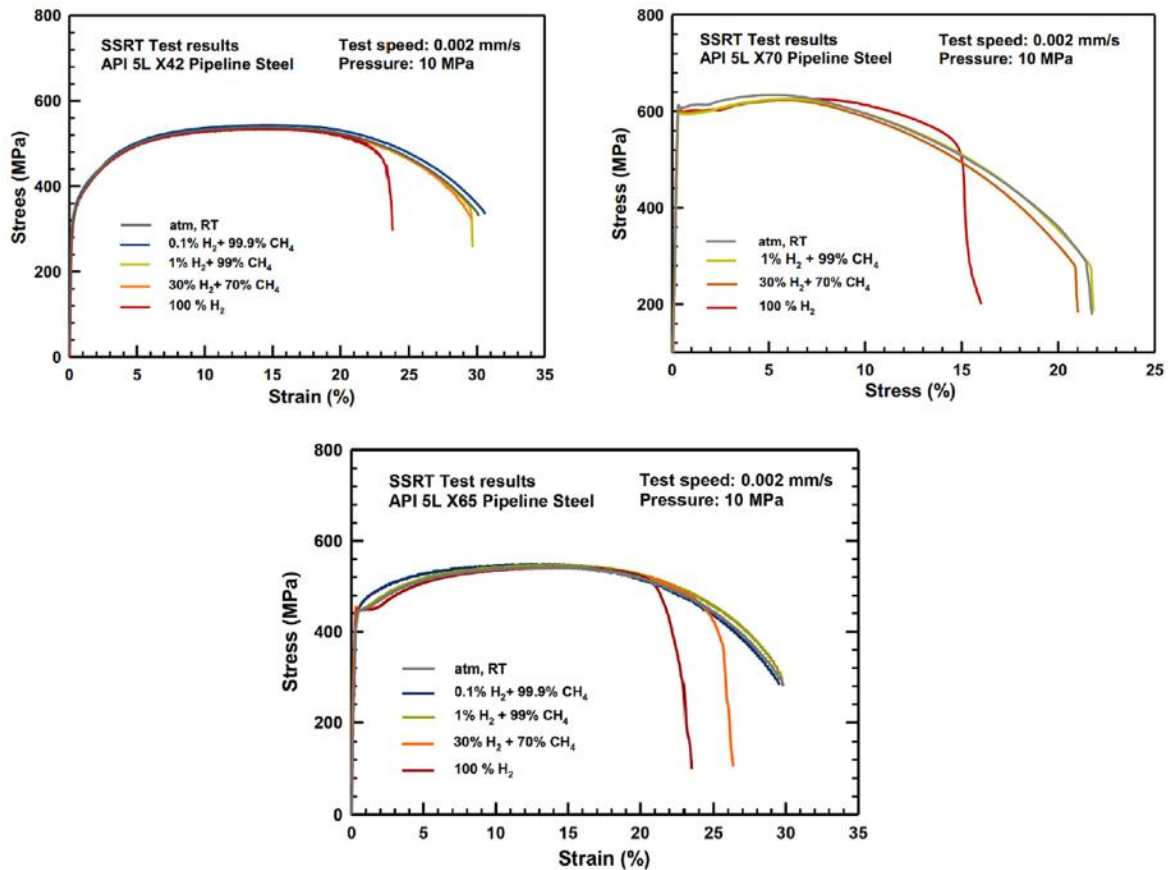 800
600
400
200
0
Strees (MPa)
SSRT Test results
API 5L X42 Pipeline Steel
Test speed: 0.002 mm/s
Pressure: 10 MPa
atm, RT
0.1% H₂+ 99.9% CH₄
1% H₂+ 99% CH₄
30% H₂+ 70% CH₄
100 % H₂
0 5 10 15 20 25 30 35
Strain (%)
800
600
400
200
Stress (MPa)
SSRT Test results
API 5L X70 Pipeline Steel
Test speed: 0.002 mm/s
Pressure: 10 MPa
atm, RT
1% H₂ + 99% CH₄
30% H₂+ 70% CH₄
100 % H₂
0 5 10 15 20 25
Stress (%)
800
600
400
200
0
Stress (MPa)
SSRT Test results
API 5L X65 Pipeline Steel
Test speed: 0.002 mm/s
Pressure: 10 MPa
atm, RT
0.1% H₂+ 99.9% CH₄
1% H₂ + 99% CH₄
30% H₂ + 70% CH₄
100 % H₂
0 5 10 15 20 25 30 35
Strain (%)